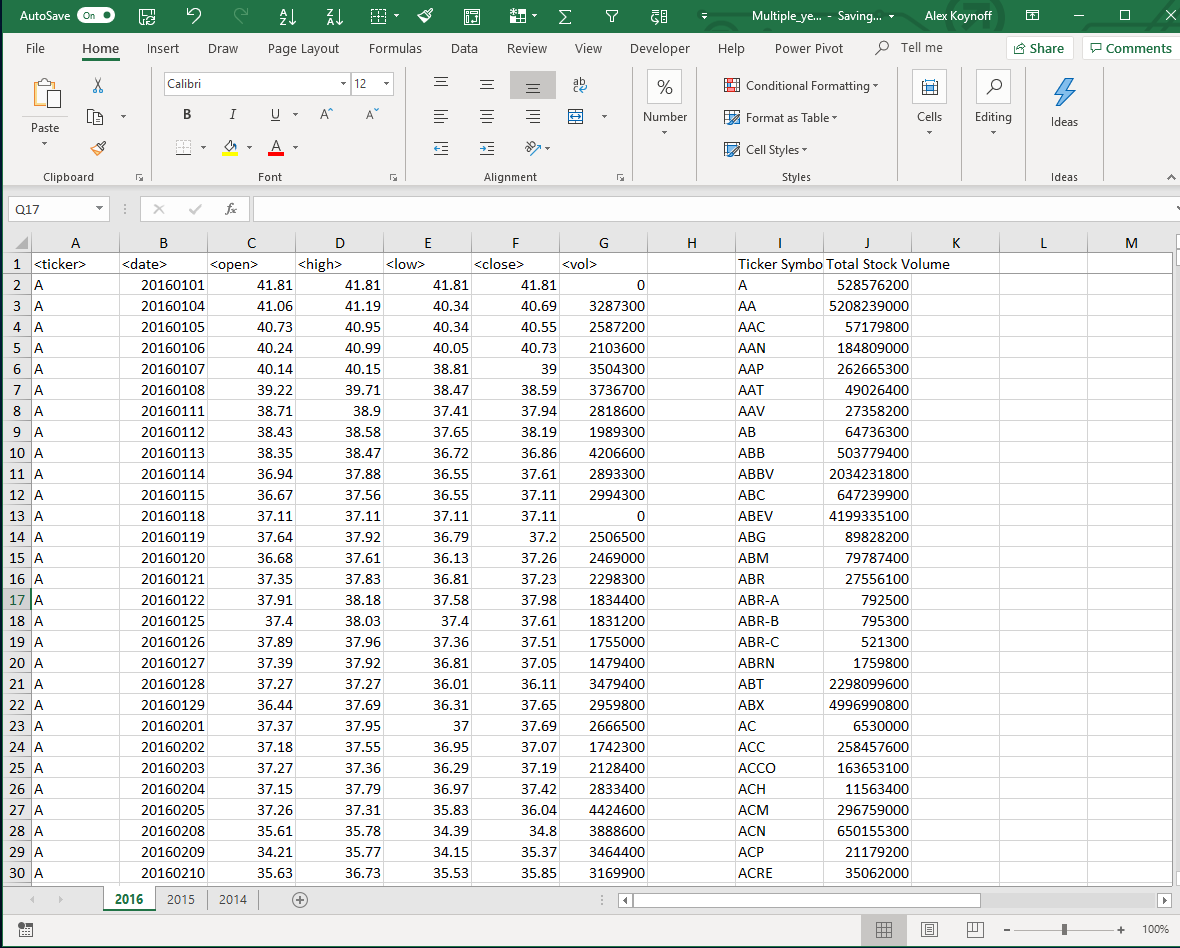 AutoSave On Multiple_ye... - Saving... Alex Koynoff
File Home Insert Draw Page Layout Formulas Data Review View Developer Help Power Pivot Tell me Share Comments
Paste
Clipboard
Calibri 12
B I U A A
A
Font
ab
Alignment
%
Number
Conditional Formatting
Format as Table
Cell Styles
Styles
Cells
Editing
Ideas
Ideas
Q17 fx
A B C D E F G H I J K L M
1 <ticker> <date> <open> <high> <low> <close> <vol> Ticker Symbo Total Stock Volume
2 A 20160101 41.81 41.81 41.81 41.81 0 A 528576200
3 A 20160104 41.06 41.19 40.34 40.69 3287300 AA 5208239000
4 A 20160105 40.73 40.95 40.34 40.55 2587200 AAC 57179800
5 A 20160106 40.24 40.99 40.05 40.73 2103600 AAN 184809000
6 A 20160107 40.14 40.15 38.81 39 3504300 AAP 262665300
7 A 20160108 39.22 39.71 38.47 38.59 3736700 AAT 49026400
8 A 20160111 38.71 38.9 37.41 37.94 2818600 AAV 27358200
9 A 20160112 38.43 38.58 37.65 38.19 1989300 AB 64736300
10 A 20160113 38.35 38.47 36.72 36.86 4206600 ABB 503779400
11 A 20160114 36.94 37.88 36.55 37.61 2893300 ABBV 2034231800
12 A 20160115 36.67 37.56 36.55 37.11 2994300 ABC 647239900
13 A 20160118 37.11 37.11 37.11 37.11 0 ABEV 4199335100
14 A 20160119 37.64 37.92 36.79 37.2 2506500 ABG 89828200
15 A 20160120 36.68 37.61 36.13 37.26 2469000 ABM 79787400
16 A 20160121 37.35 37.83 36.81 37.23 2298300 ABR 27556100
17 A 20160122 37.91 38.18 37.58 37.98 1834400 ABR-A 792500
18 A 20160125 37.4 38.03 37.4 37.61 1831200 ABR-B 795300
19 A 20160126 37.89 37.96 37.36 37.51 1755000 ABR-C 521300
20 A 20160127 37.39 37.92 36.81 37.05 1479400 ABRN 1759800
21 A 20160128 37.27 37.27 36.01 36.11 3479400 ABT 2298099600
22 A 20160129 36.44 37.69 36.31 37.65 2959800 ABX 4996990800
23 A 20160201 37.37 37.95 37 37.69 2666500 AC 6530000
24 A 20160202 37.18 37.55 36.95 37.07 1742300 ACC 258457600
25 A 20160203 37.27 37.36 36.29 37.19 2128400 ACCO 163653100
26 A 20160204 37.15 37.79 36.97 37.42 2833400 ACH 11563400
27 A 20160205 37.26 37.31 35.83 36.04 4424600 ACM 296759000
28 A 20160208 35.61 35.78 34.39 34.8 3888600 ACN 650155300
29 A 20160209 34.21 35.77 34.15 35.37 3464400 ACP 21179200
30 A 20160210 35.63 36.73 35.53 35.85 3169900 ACRE 35062000
2016 2015 2014
100%